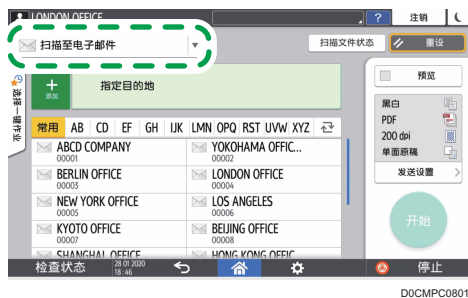 LONDON OFFICE
?
注销
扫描至电子邮件
扫描文件状态
重设
选择一键作业
添加
指定目的地
预览
常用 AB CD EF GH IJK LMN OPQ RST UVW XYZ
黑白
PDF
200 dpi
单面原稿
发送设置
ABCD COMPANY
00001
YOKOHAMA OFFIC...
00002
BERLIN OFFICE
00003
LONDON OFFICE
00004
NEW YORK OFFICE
00005
LOS ANGELES
00006
KYOTO OFFICE
00007
BEIJING OFFICE
00008
SHANGHAI OFFICE
HONG KONG OFFIC
开始
检查状态
28 01 2020
18 : 46
停止
D0CMPC0801